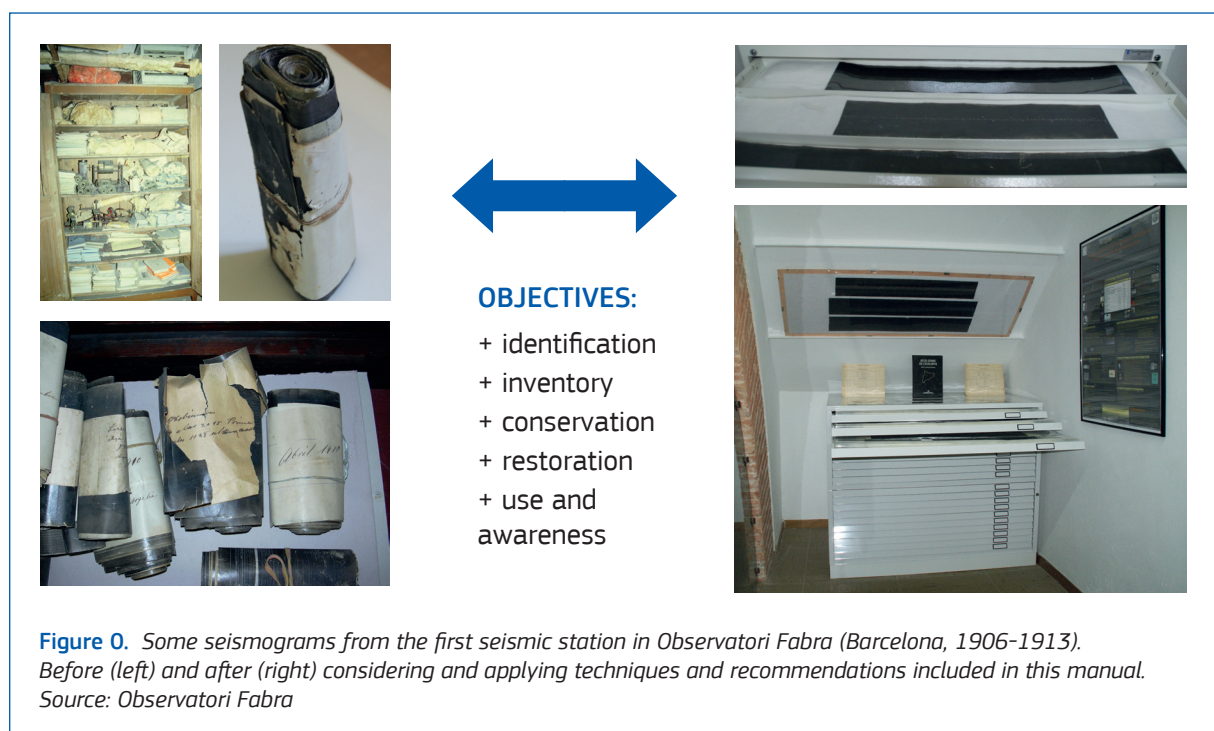 OBJECTIVES:
+ identification
+ inventory
+ conservation
+ restoration
+ use and
awareness
Abril 1910
Figure 0. Some seismograms from the first seismic station in Observatori Fabra (Barcelona, 1906-1913).
Before (left) and after (right) considering and applying techniques and recommendations included in this manual.
Source: Observatori Fabra